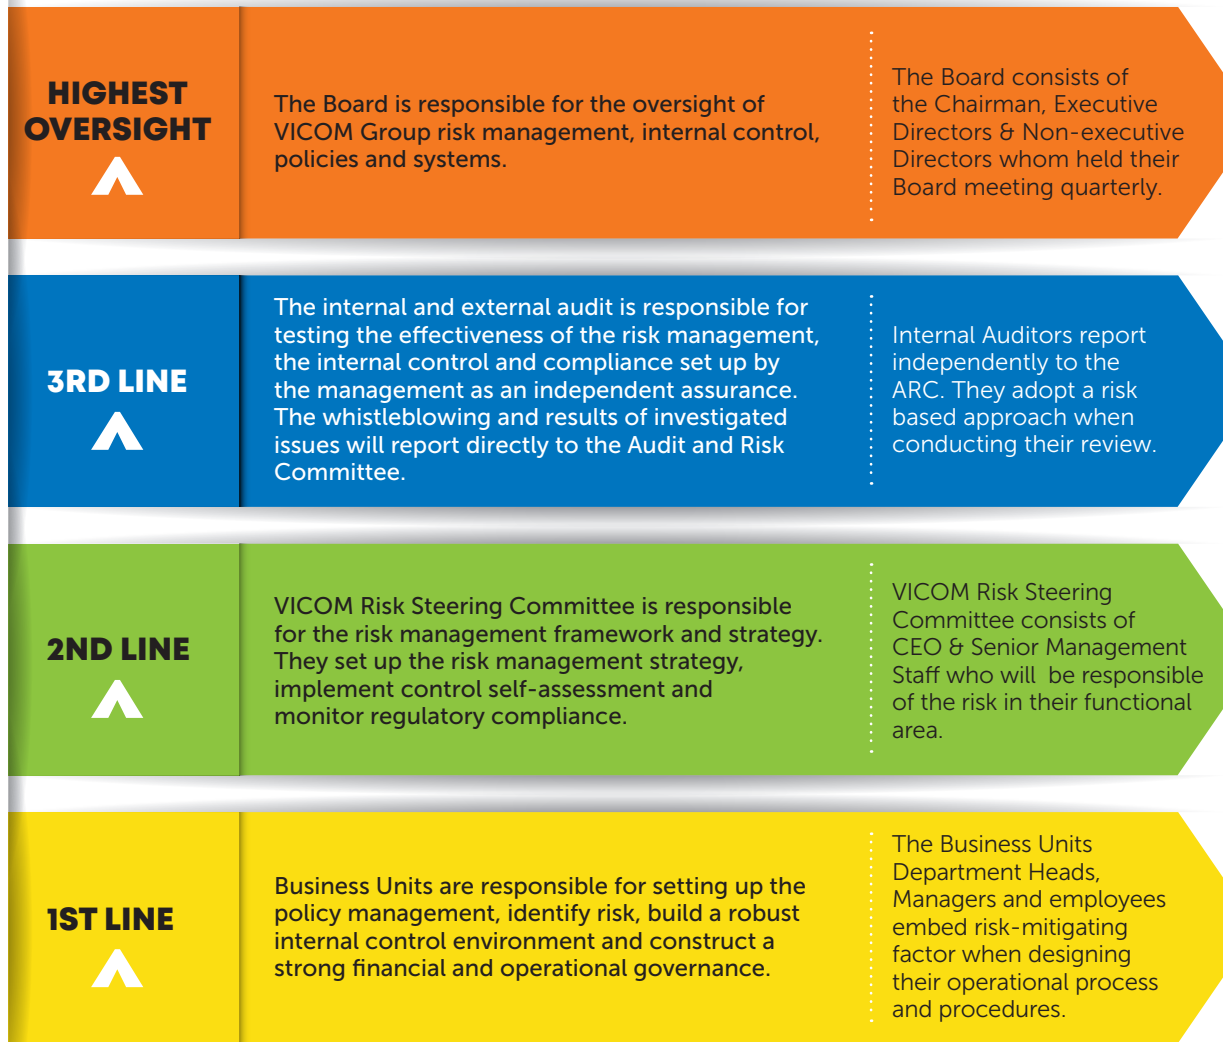 HIGHEST
OVERSIGHT
The Board is responsible for the oversight of
VICOM Group risk management, internal control,
policies and systems.
The Board consists of
the Chairman, Executive
Directors & Non-executive
Directors whom held their
Board meeting quarterly.
3RD LINE
The internal and external audit is responsible for
testing the effectiveness of the risk management,
the internal control and compliance set up by
the management as an independent assurance.
The whistleblowing and results of investigated
issues will report directly to the Audit and Risk
Committee.
Internal Auditors report
independently to the
ARC. They adopt a risk
based approach when
conducting their review.
2ND LINE
VICOM Risk Steering Committee is responsible
for the risk management framework and strategy.
They set up the risk management strategy,
implement control self-assessment and
monitor regulatory compliance.
VICOM Risk Steering
Committee consists of
CEO & Senior Management
Staff who will  be responsible
of the risk in their functional
area.
1ST LINE
Business Units are responsible for setting up the
policy management, identify risk, build a robust
internal control environment and construct a
strong financial and operational governance.
The Business Units
Department Heads,
Managers and employees
embed risk-mitigating
factor when designing
their operational process
and procedures.